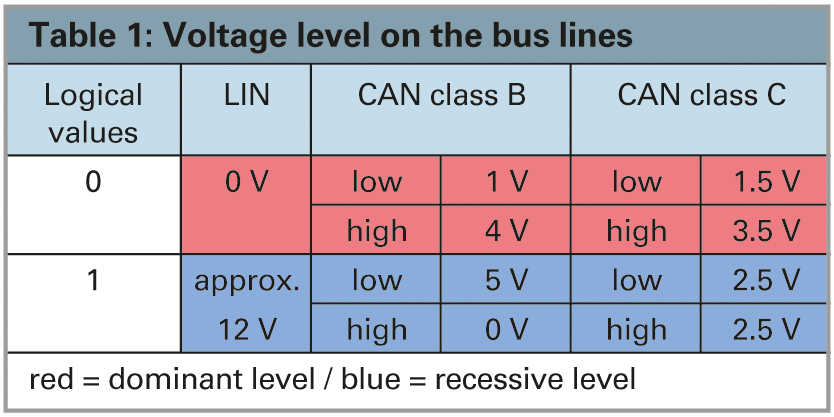 Table 1: Voltage level on the bus lines
Logical values LIN CAN class B CAN class C
0 0 V low 1 V low 1.5 V
high 4 V high 3.5 V
1 approx. low 5 V low 2.5 V
12 V high 0 V high 2.5 V
red = dominant level / blue = recessive level